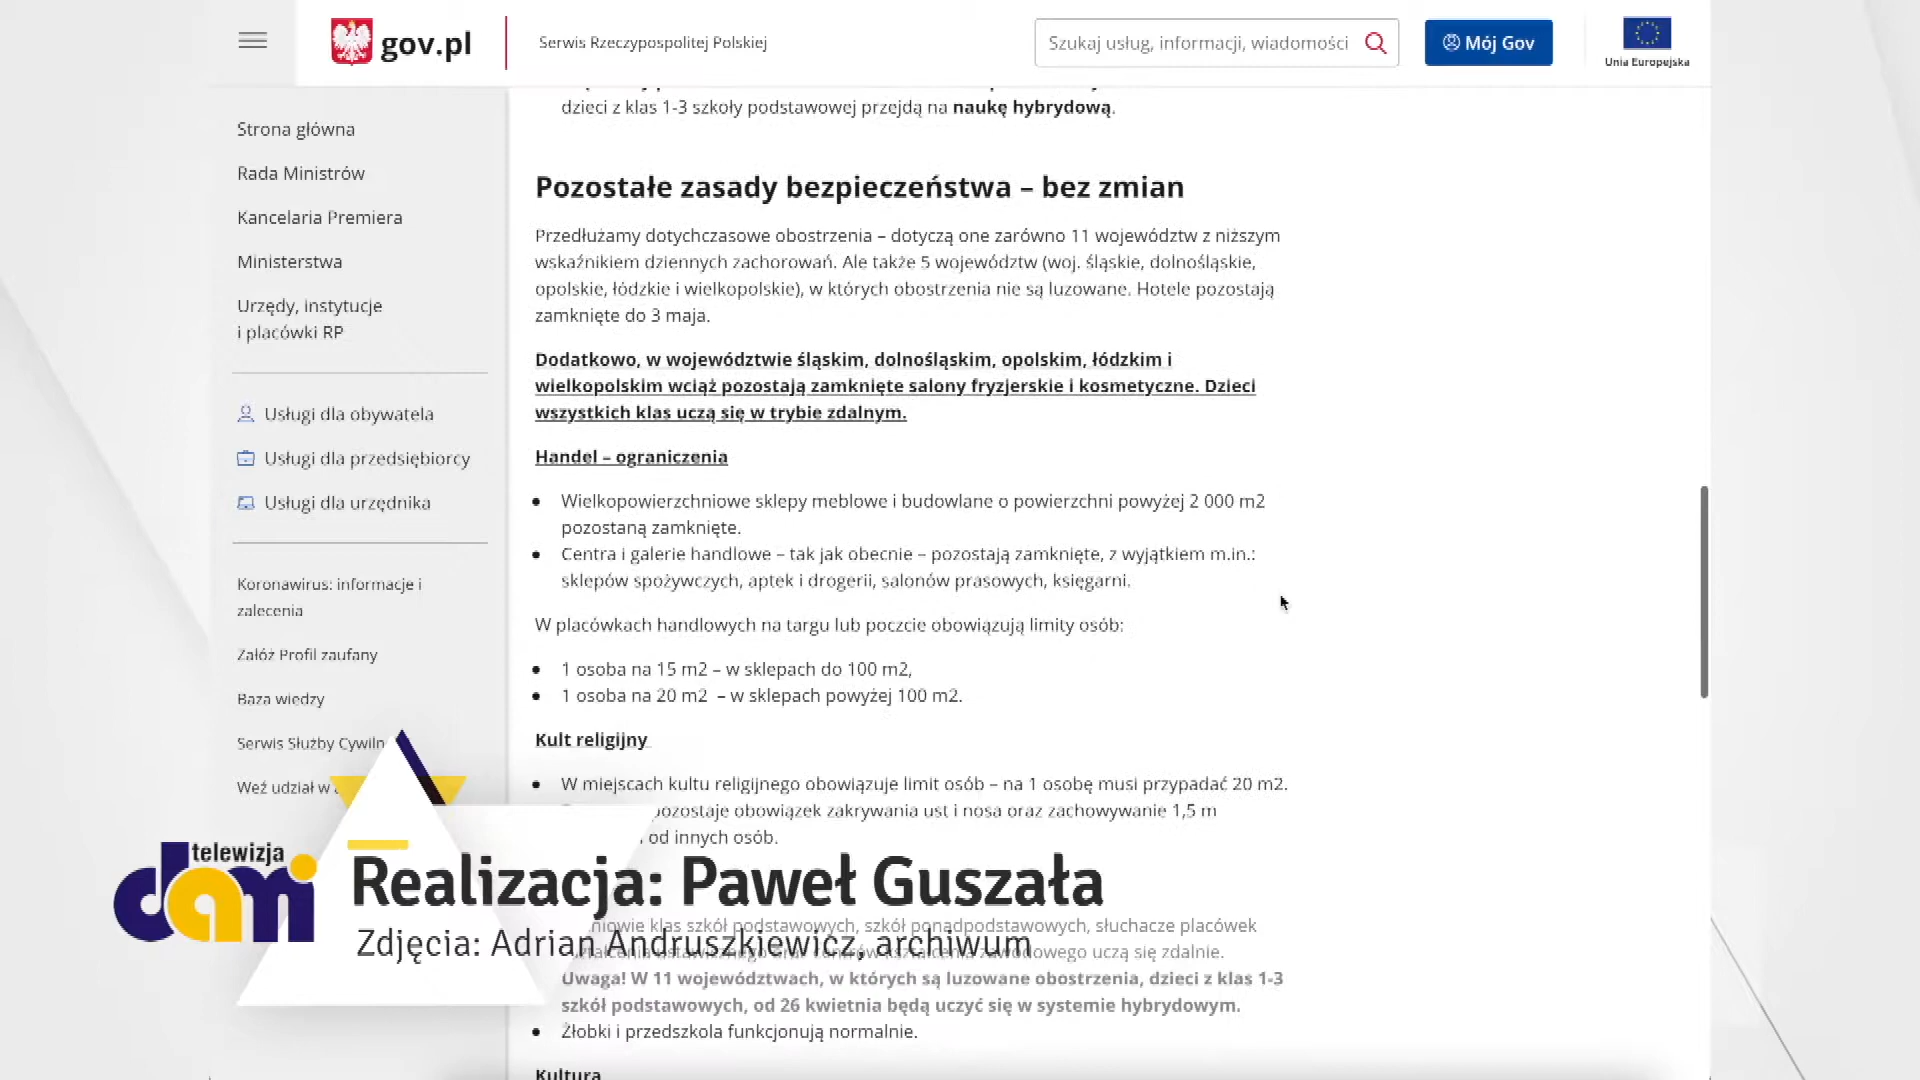 gov.pl
Serwis Rzeczypospolitej Polskiej
Szukaj usług, informacji, wiadomości
Mój Gov
Unia Europejska
Strona główna
Rada Ministrów
Kancelaria Premiera
Ministerstwa
Urzędy, instytucje
i placówki RP
Usługi dla obywatela
Usługi dla przedsiębiorcy
Usługi dla urzędnika
Koronawirus: informacje i
zalecenia
Załóż Profil zaufany
Baza wiedzy
Serwis Służby Cywiln
Weź udział w
dzieci z klas 1-3 szkoły podstawowej przejdą na naukę hybrydową.
Pozostałe zasady bezpieczeństwa – bez zmian
Przedłużamy dotychczasowe obostrzenia – dotyczą one zarówno 11 województw z niższym
wskaźnikiem dziennych zachorowań. Ale także 5 województw (woj. śląskie, dolnośląskie,
opolskie, łódzkie i wielkopolskie), w których obostrzenia nie są luzowane. Hotele pozostają
zamknięte do 3 maja.
Dodatkowo, w województwie śląskim, dolnośląskim, opolskim, łódzkim i
wielkopolskim wciąż pozostają zamknięte salony fryzjerskie i kosmetyczne. Dzieci
wszystkich klas uczą się w trybie zdalnym.
Handel – ograniczenia
Wielkopowierzchniowe sklepy meblowe i budowlane o powierzchni powyżej 2 000 m2
pozostaną zamknięte.
Centra i galerie handlowe – tak jak obecnie – pozostają zamknięte, z wyjątkiem m.in.:
sklepów spożywczych, aptek i drogerii, salonów prasowych, księgarni.
W placówkach handlowych na targu lub poczcie obowiązują limity osób:
1 osoba na 15 m2 – w sklepach do 100 m2,
1 osoba na 20 m2 – w sklepach powyżej 100 m2.
Kult religijny
W miejscach kultu religijnego obowiązuje limit osób – na 1 osobę musi przypadać 20 m2.
pozostaje obowiązek zakrywania ust i nosa oraz zachowywanie 1,5 m
od innych osób.
telewizja
dami
Realizacja: Paweł Guszała
Zdjęcia: Adrian Andruszkiewicz, archiwum
klas szkół podstawowych, szkół ponadpodstawowych, słuchacze placówek
zawodowego uczą się zdalnie.
Uwaga! W 11 województwach, w których są luzowane obostrzenia, dzieci z klas 1-3
szkół podstawowych, od 26 kwietnia będą uczyć się w systemie hybrydowym.
Żłobki i przedszkola funkcjonują normalnie.
Kultura